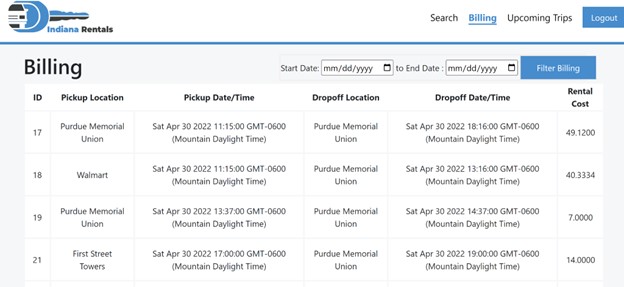 Indiana Rentals
Search Billing Upcoming Trips Logout
Billing
Start Date: mm/dd/yyyy to End Date : mm/dd/yyyy Filter Billing
ID Pickup Location Pickup Date/Time Dropoff Location Dropoff Date/Time Rental Cost
17 Purdue Memorial Union Sat Apr 30 2022 11:15:00 GMT-0600 (Mountain Daylight Time) Purdue Memorial Union Sat Apr 30 2022 18:16:00 GMT-0600 (Mountain Daylight Time) 49.1200
18 Walmart Sat Apr 30 2022 11:15:00 GMT-0600 (Mountain Daylight Time) Purdue Memorial Union Sat Apr 30 2022 13:16:00 GMT-0600 (Mountain Daylight Time) 40.3334
19 Purdue Memorial Union Sat Apr 30 2022 13:37:00 GMT-0600 (Mountain Daylight Time) Purdue Memorial Union Sat Apr 30 2022 14:37:00 GMT-0600 (Mountain Daylight Time) 7.0000
21 First Street Towers Sat Apr 30 2022 17:00:00 GMT-0600 (Mountain Daylight Time) Purdue Memorial Union Sat Apr 30 2022 19:00:00 GMT-0600 (Mountain Daylight Time) 14.0000